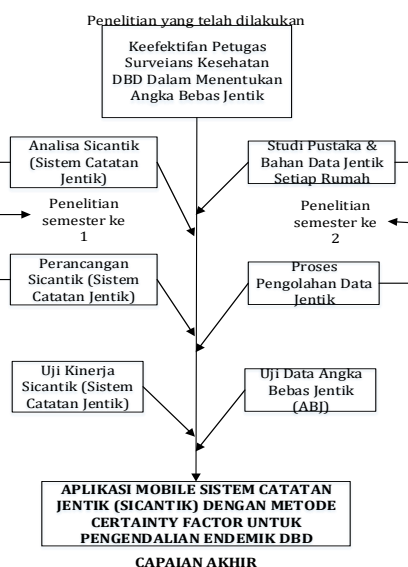 Penelitian yang telah dilakukan
Keefektifan Petugas
Surveians Kesehatan
DBD Dalam Menentukan
Angka Bebas Jentik
Analisa Sicantik
(Sistem Catatan
Jentik)
Studi Pustaka &
Bahan Data Jentik
Setiap Rumah
Penelitian
semester ke
1
Penelitian
semester ke
2
Perancangan
Sicantik (Sistem
Catatan Jentik)
Proses
Pengolahan Data
Jentik
Uji Kinerja
Sicantik (Sistem
Catatan Jentik)
Uji Data Angka
Bebas Jentik
(ABJ)
APLIKASI MOBILE SISTEM CATATAN
JENTIK (SICANTIK) DENGAN METODE
CERTAINTY FACTOR UNTUK
PENGENDALIAN ENDEMIK DBD
CAPAIAN AKHIR